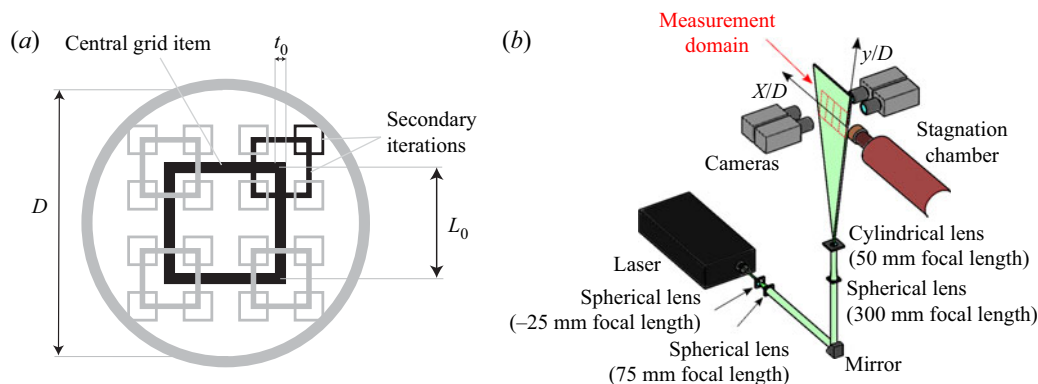 (a)
Central grid item
t0
Secondary
iterations
D
L0
(b)
Measurement
domain
y/D
X/D
Cameras
Stagnation
chamber
Laser
Cylindrical lens
(50 mm focal length)
Spherical lens
(–25 mm focal length)
Spherical lens
(300 mm focal length)
Spherical lens
(75 mm focal length)
Mirror